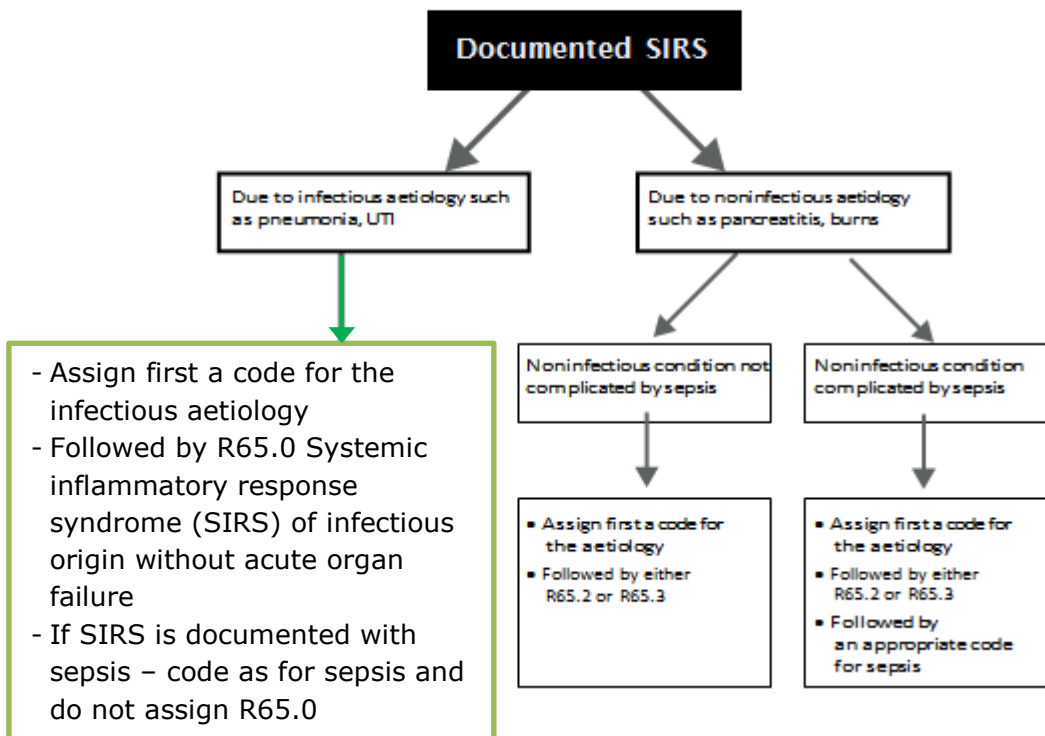 Documented SIRS
Due to infectious aetiology such
as pneumonia, UTI
Due to noninfectious aetiology
such as pancreatitis, burns
- Assign first a code for the
infectious aetiology
- Followed by R65.0 Systemic
inflammatory response
syndrome (SIRS) of infectious
origin without acute organ
failure
- If SIRS is documented with
sepsis – code as for sepsis and
do not assign R65.0
Noninfectious condition not
complicated by sepsis
Noninfectious condition
complicated by sepsis
• Assign first a code for
the aetiology
• Followed by either
R65.2 or R65.3
• Assign first a code for
the aetiology
• Followed by either
R65.2 or R65.3
• Followed by
an appropriate code
for sepsis